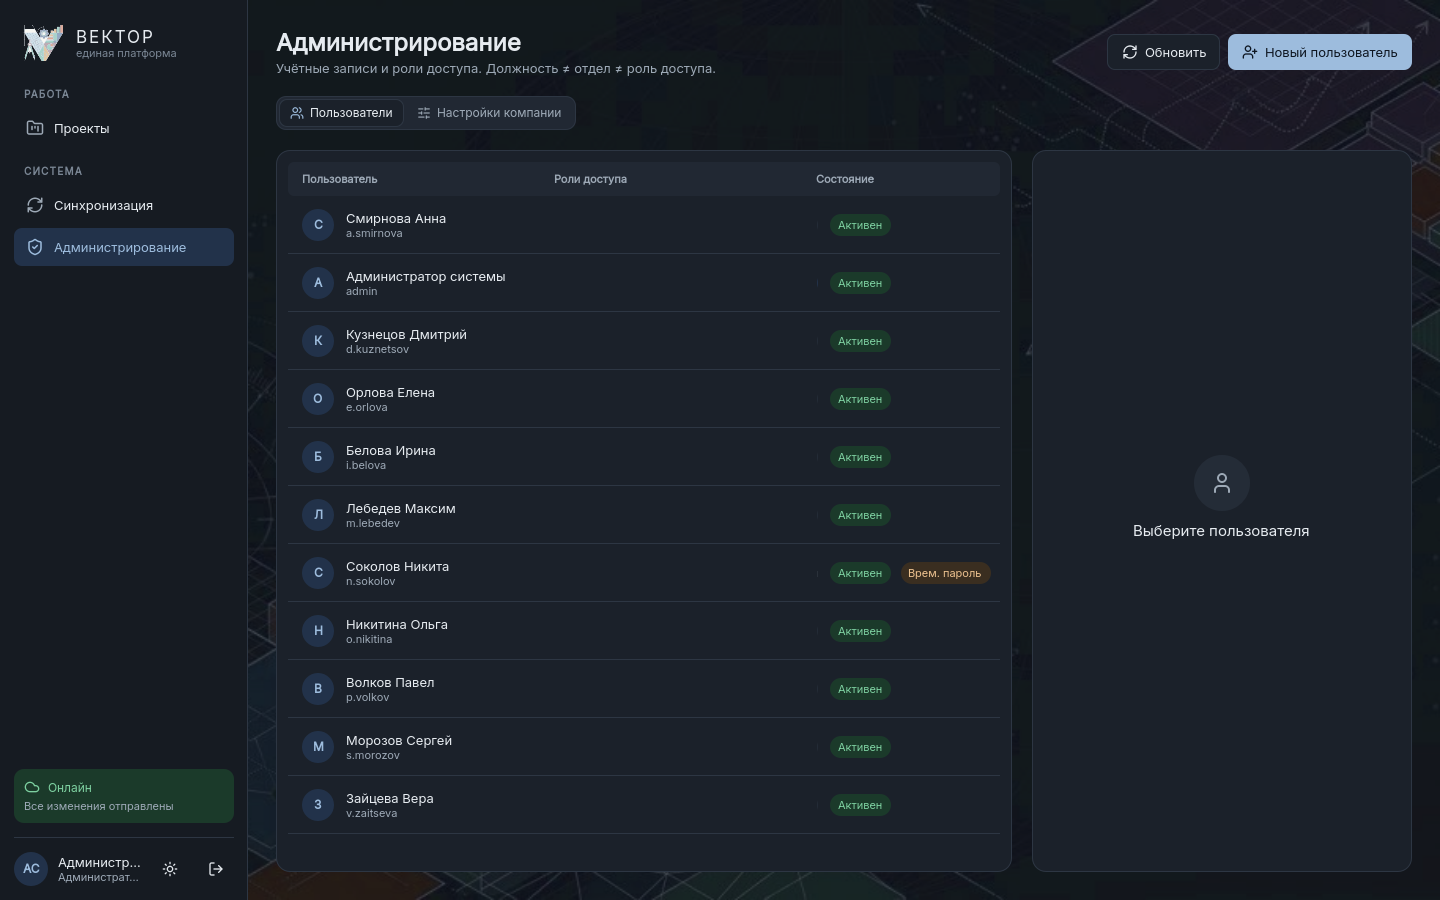 ВЕКТОР
единая платформа
РАБОТА
Проекты
СИСТЕМА
Синхронизация
Администрирование
Онлайн
Все изменения отправлены
АС
Администр...
Администрат...
Администрирование
Учётные записи и роли доступа. Должность ≠ отдел ≠ роль доступа.
Обновить
Новый пользователь
Пользователи
Настройки компании
Пользователь Роли доступа Состояние
С Смирнова Анна Активен
a.smirnova
А Администратор системы Активен
admin
К Кузнецов Дмитрий Активен
d.kuznetsov
О Орлова Елена Активен
e.orlova
Б Белова Ирина Активен
i.belova
Л Лебедев Максим Активен
m.lebedev
С Соколов Никита Активен Врем. пароль
n.sokolov
Н Никитина Ольга Активен
o.nikitina
В Волков Павел Активен
p.volkov
М Морозов Сергей Активен
s.morozov
З Зайцева Вера Активен
v.zaitseva
Выберите пользователя